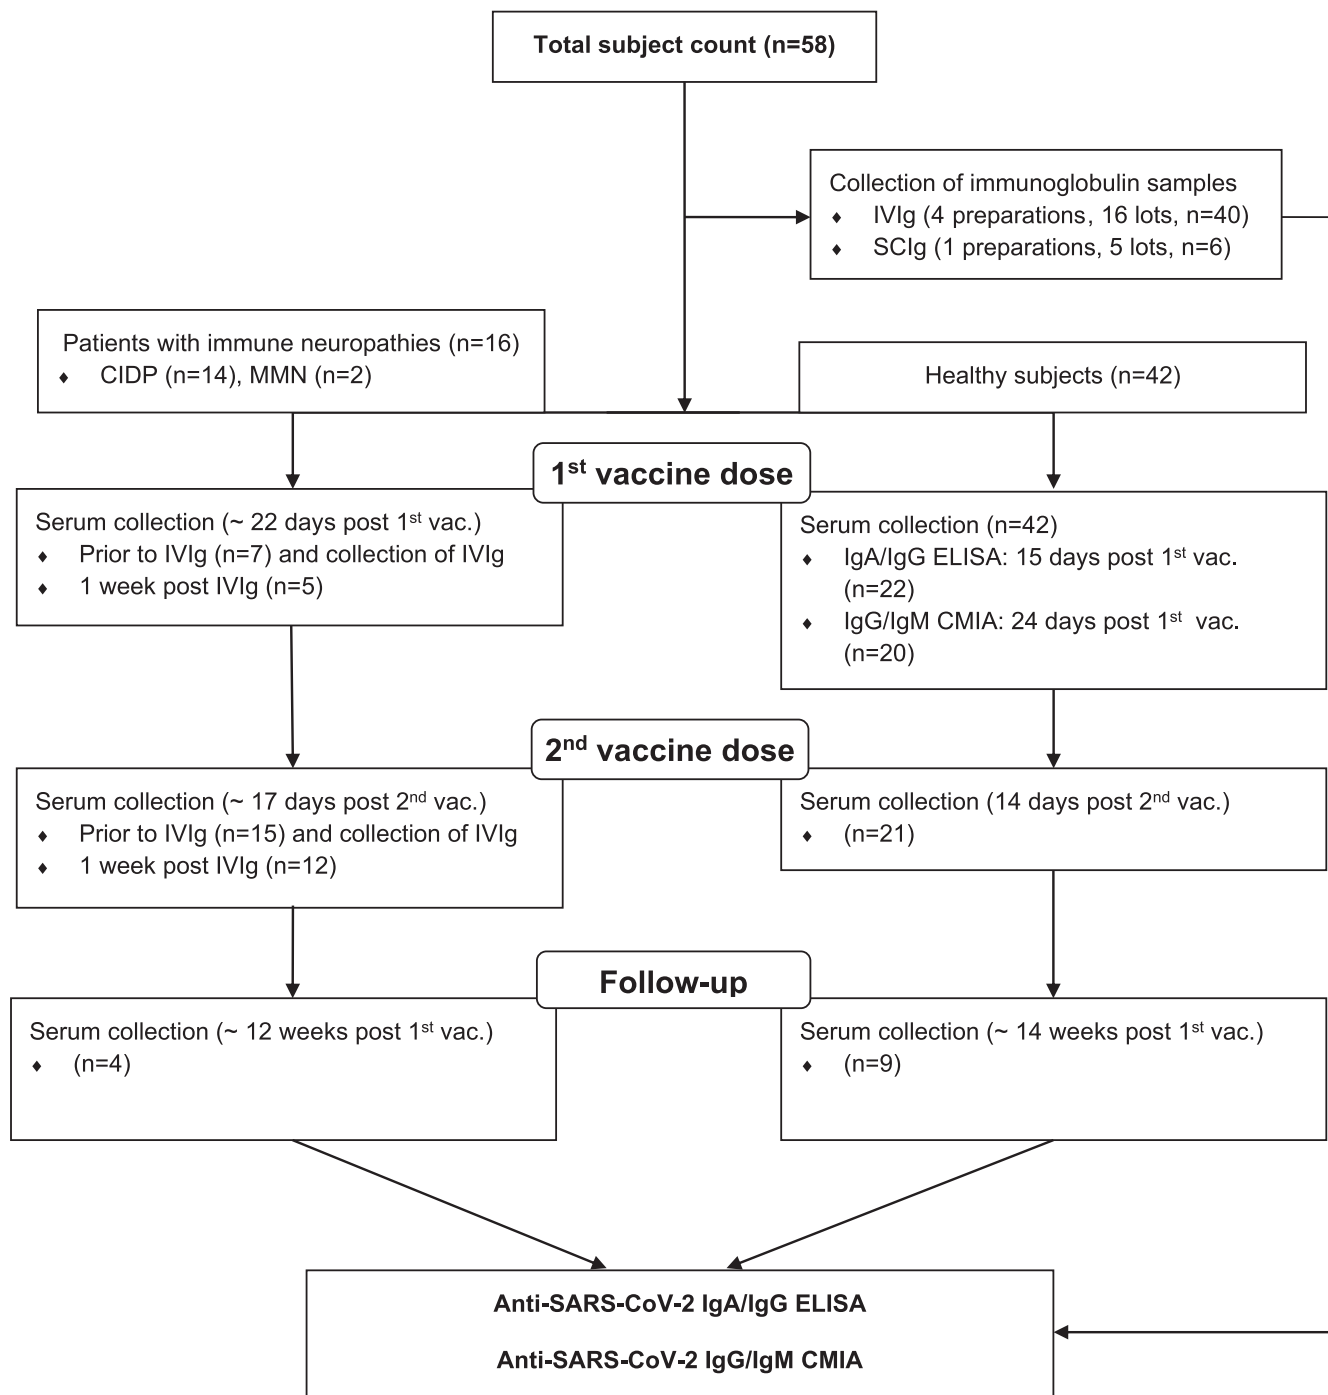 Total subject count (n=58)
Collection of immunoglobulin samples
♦ IVIg (4 preparations, 16 lots, n=40)
♦ SCIg (1 preparations, 5 lots, n=6)
Patients with immune neuropathies (n=16)
♦ CIDP (n=14), MMN (n=2)
Healthy subjects (n=42)
1st vaccine dose
Serum collection (~ 22 days post 1st vac.)
♦ Prior to IVIg (n=7) and collection of IVIg
♦ 1 week post IVIg (n=5)
Serum collection (n=42)
♦ IgA/IgG ELISA: 15 days post 1st vac.
(n=22)
♦ IgG/IgM CMIA: 24 days post 1st vac.
(n=20)
2nd vaccine dose
Serum collection (~ 17 days post 2nd vac.)
♦ Prior to IVIg (n=15) and collection of IVIg
♦ 1 week post IVIg (n=12)
Serum collection (14 days post 2nd vac.)
♦ (n=21)
Follow-up
Serum collection (~ 12 weeks post 1st vac.)
♦ (n=4)
Serum collection (~ 14 weeks post 1st vac.)
♦ (n=9)
Anti-SARS-CoV-2 IgA/IgG ELISA
Anti-SARS-CoV-2 IgG/IgM CMIA